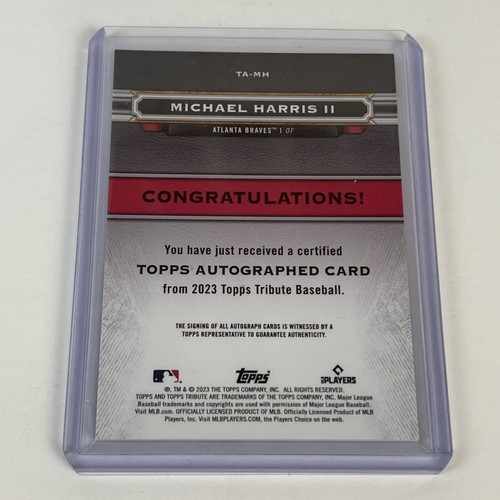 TA-MH
MICHAEL HARRIS II
ATLANTA BRAVES™ | OF
CONGRATULATIONS!
You have just received a certified
TOPPS® AUTOGRAPHED CARD
from 2023 Topps Tribute Baseball.
THE SIGNING OF ALL AUTOGRAPH CARDS IS WITNESSED BY A
TOPPS REPRESENTATIVE TO GUARANTEE AUTHENTICITY.
topps PLAYERS
®, TM & © 2023 THE TOPPS COMPANY, INC. ALL RIGHTS RESERVED.
TOPPS AND TOPPS TRIBUTE ARE TRADEMARKS OF THE TOPPS COMPANY, INC. Major League
Baseball trademarks and copyrights are used with permission of Major League Baseball.
Visit MLB.com. OFFICIALLY LICENSED PRODUCT OF MLB. Officially Licensed Product of MLB
Players, Inc. Visit MLBPLAYERS.COM, the Players Choice on the web.